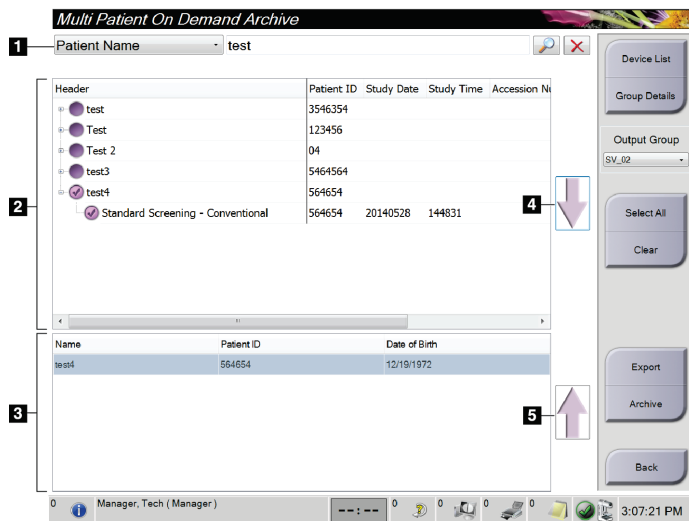 Multi Patient On Demand Archive
1 Patient Name test
Device List
Group Details
Output Group
SV_02
Select All
Clear
Export
Archive
Back
2
Header Patient ID Study Date Study Time Accession Nu
test 3546354
Test 123456
Test 2 04
test3 5464564
test4 564654
Standard Screening - Conventional 564654 20140528 144831
4
3
Name Patient ID Date of Birth
test4 564654 12/19/1972
5
0 Manager, Tech ( Manager ) --:-- 0 0 0 0 3:07:21 PM